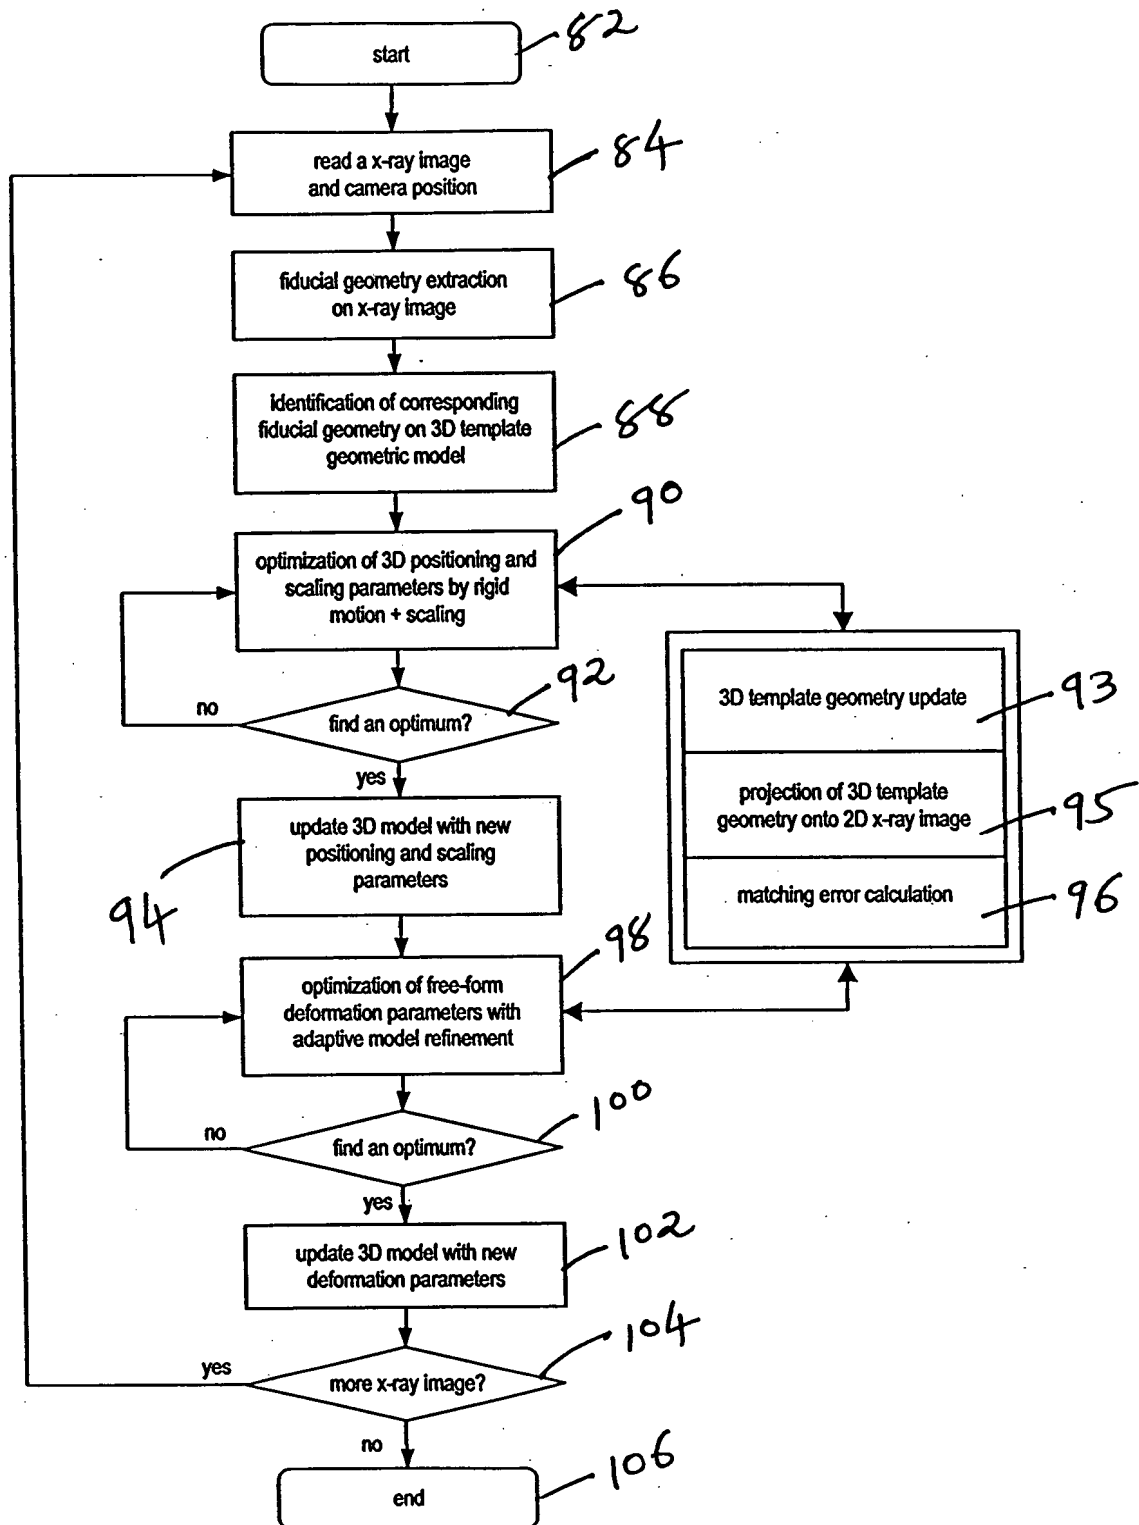 start
82
read a x-ray image
and camera position
84
fiducial geometry extraction
on x-ray image
86
identification of corresponding
fiducial geometry on 3D template
geometric model
88
90
optimization of 3D positioning and
scaling parameters by rigid
motion + scaling
92
no
find an optimum?
yes
3D template geometry update
93
projection of 3D template
geometry onto 2D x-ray image
95
matching error calculation
96
update 3D model with new
positioning and scaling
parameters
94
98
optimization of free-form
deformation parameters with
adaptive model refinement
100
no
find an optimum?
yes
update 3D model with new
deformation parameters
102
104
yes
more x-ray image?
no
end
106